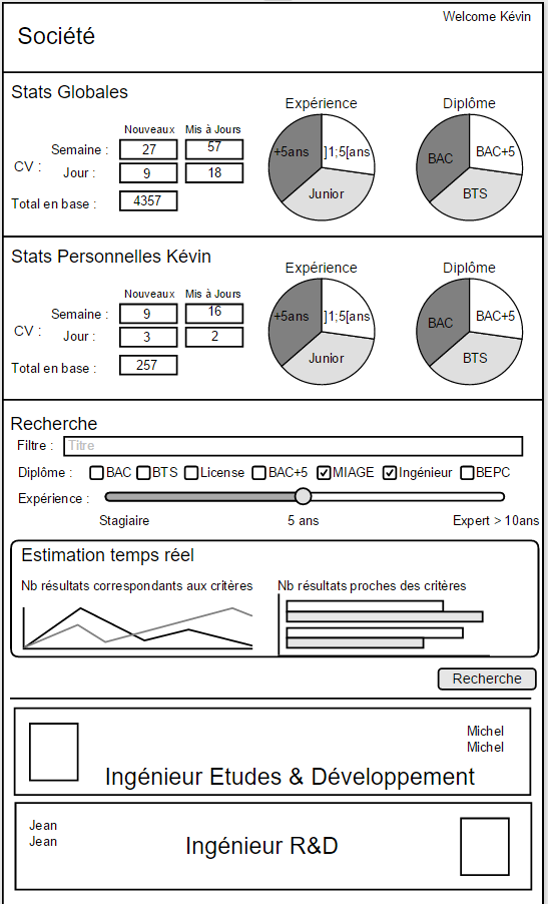 Welcome Kévin
Société
Stats Globales
Nouveaux Mis à Jours
CV :
Semaine : 27 57
Jour : 9 18
Total en base : 4357
Expérience
+5ans ]1;5[ans
Junior
Diplôme
BAC BAC+5
BTS
Stats Personnelles Kévin
Nouveaux Mis à Jours
CV :
Semaine : 9 16
Jour : 3 2
Total en base : 257
Expérience
+5ans ]1;5[ans
Junior
Diplôme
BAC BAC+5
BTS
Recherche
Filtre : Titre
Diplôme : BAC BTS License BAC+5 MIAGE Ingénieur BEPC
Expérience :
Stagiaire 5 ans Expert > 10ans
Estimation temps réel
Nb résultats correspondants aux critères
Nb résultats proches des critères
Recherche
Michel
Michel
Ingénieur Etudes & Développement
Jean
Jean
Ingénieur R&D